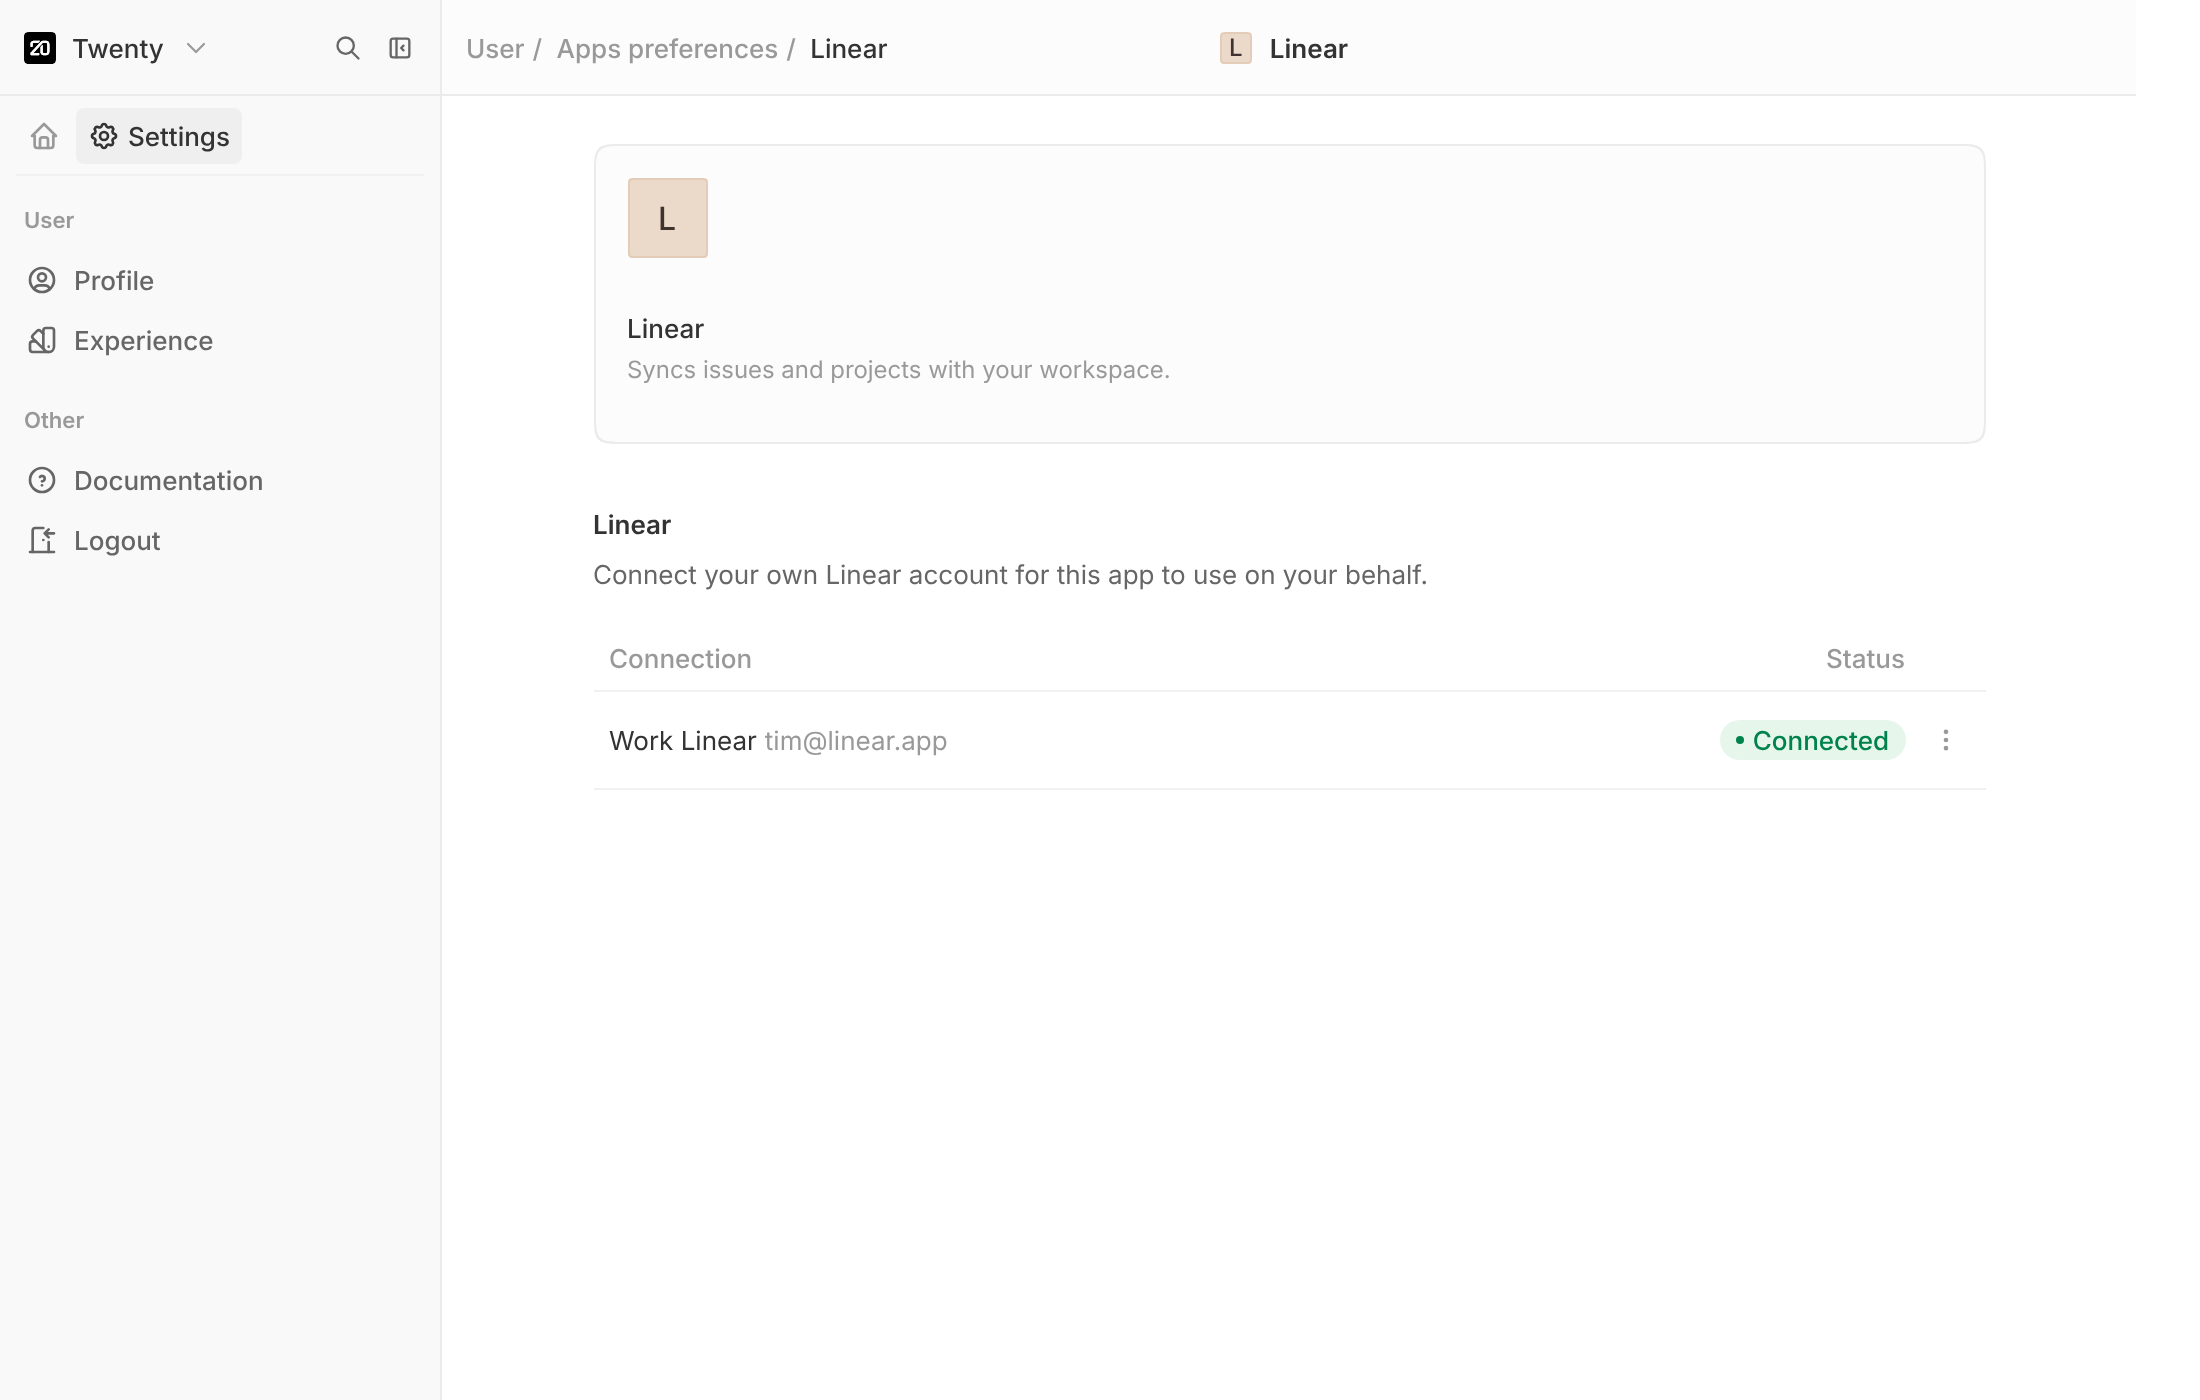 Twenty
User / Apps preferences / Linear
L Linear
Settings
User
Profile
Experience
Other
Documentation
Logout
L
Linear
Syncs issues and projects with your workspace.
Linear
Connect your own Linear account for this app to use on your behalf.
Connection Status
Work Linear tim@linear.app Connected